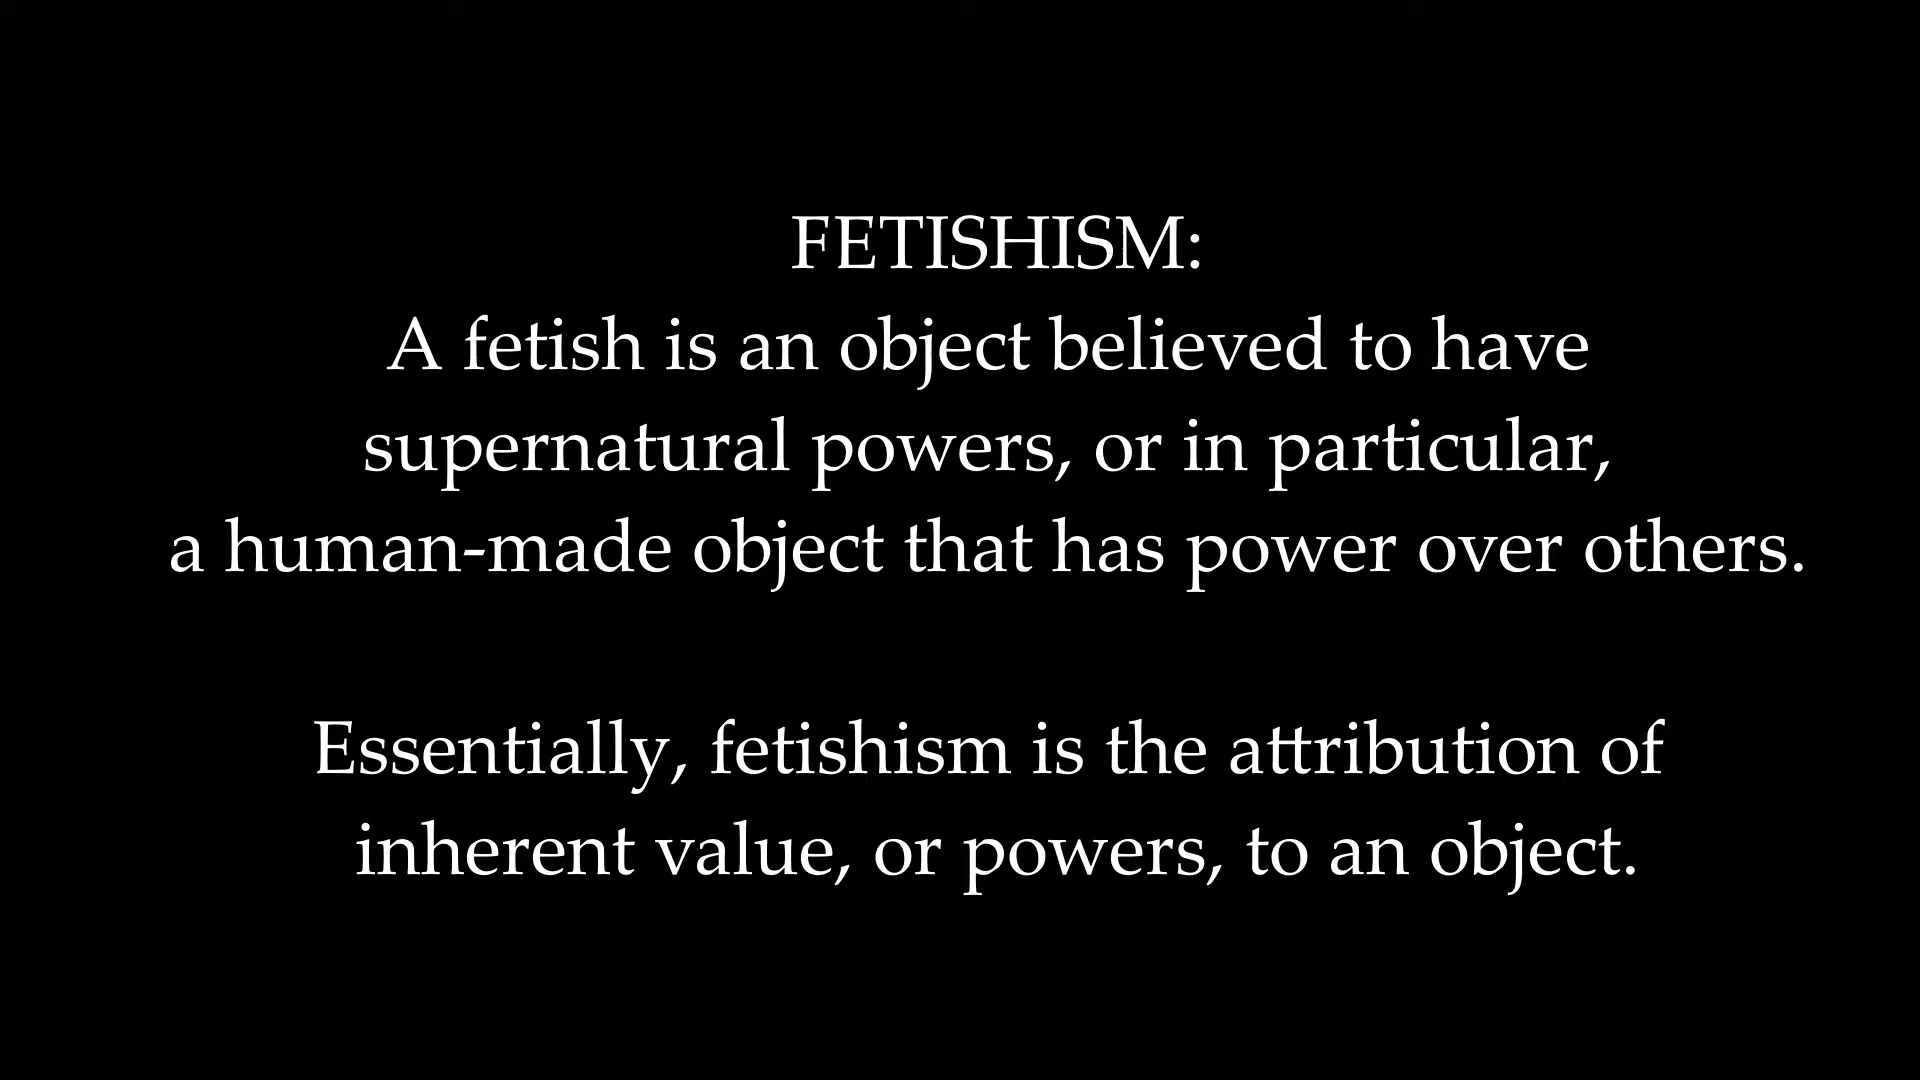 FETISHISM:
A fetish is an object believed to have
supernatural powers, or in particular,
a human-made object that has power over others.
Essentially, fetishism is the attribution of
inherent value, or powers, to an object.